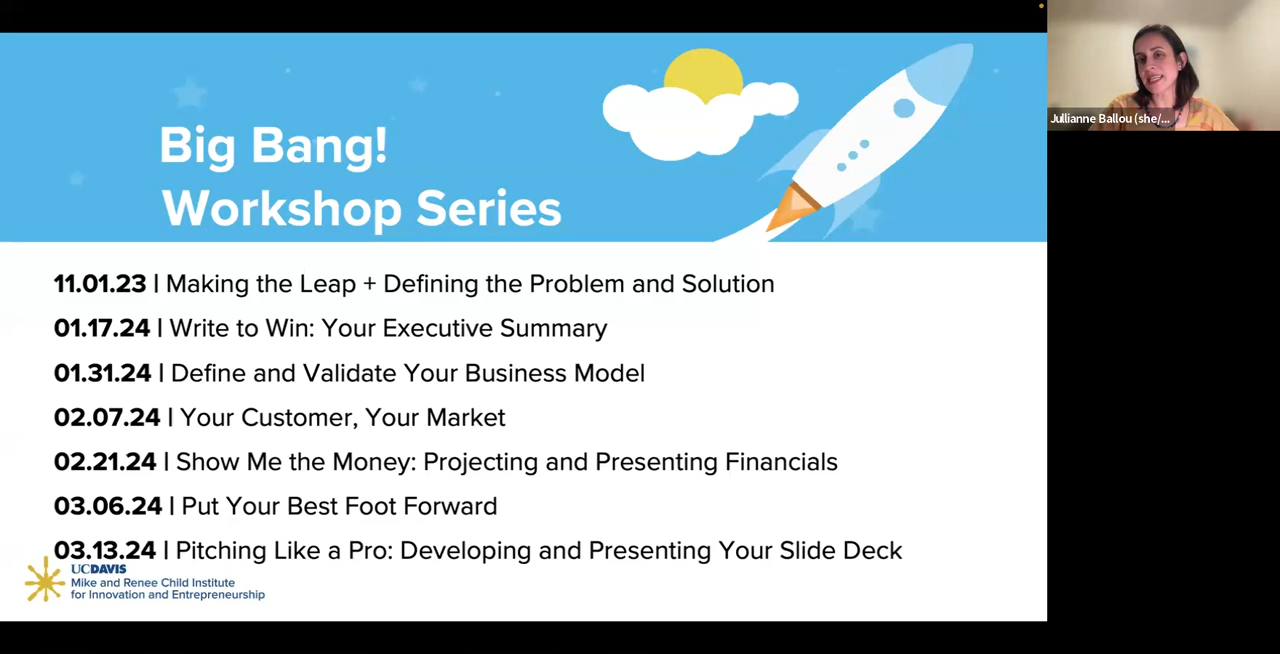 Big Bang!
Workshop Series
11.01.23 | Making the Leap + Defining the Problem and Solution
01.17.24 | Write to Win: Your Executive Summary
01.31.24 | Define and Validate Your Business Model
02.07.24 | Your Customer, Your Market
02.21.24 | Show Me the Money: Projecting and Presenting Financials
03.06.24 | Put Your Best Foot Forward
03.13.24 | Pitching Like a Pro: Developing and Presenting Your Slide Deck
UCDAVIS
Mike and Renee Child Institute
for Innovation and Entrepreneurship
Jullianne Ballou (she/...